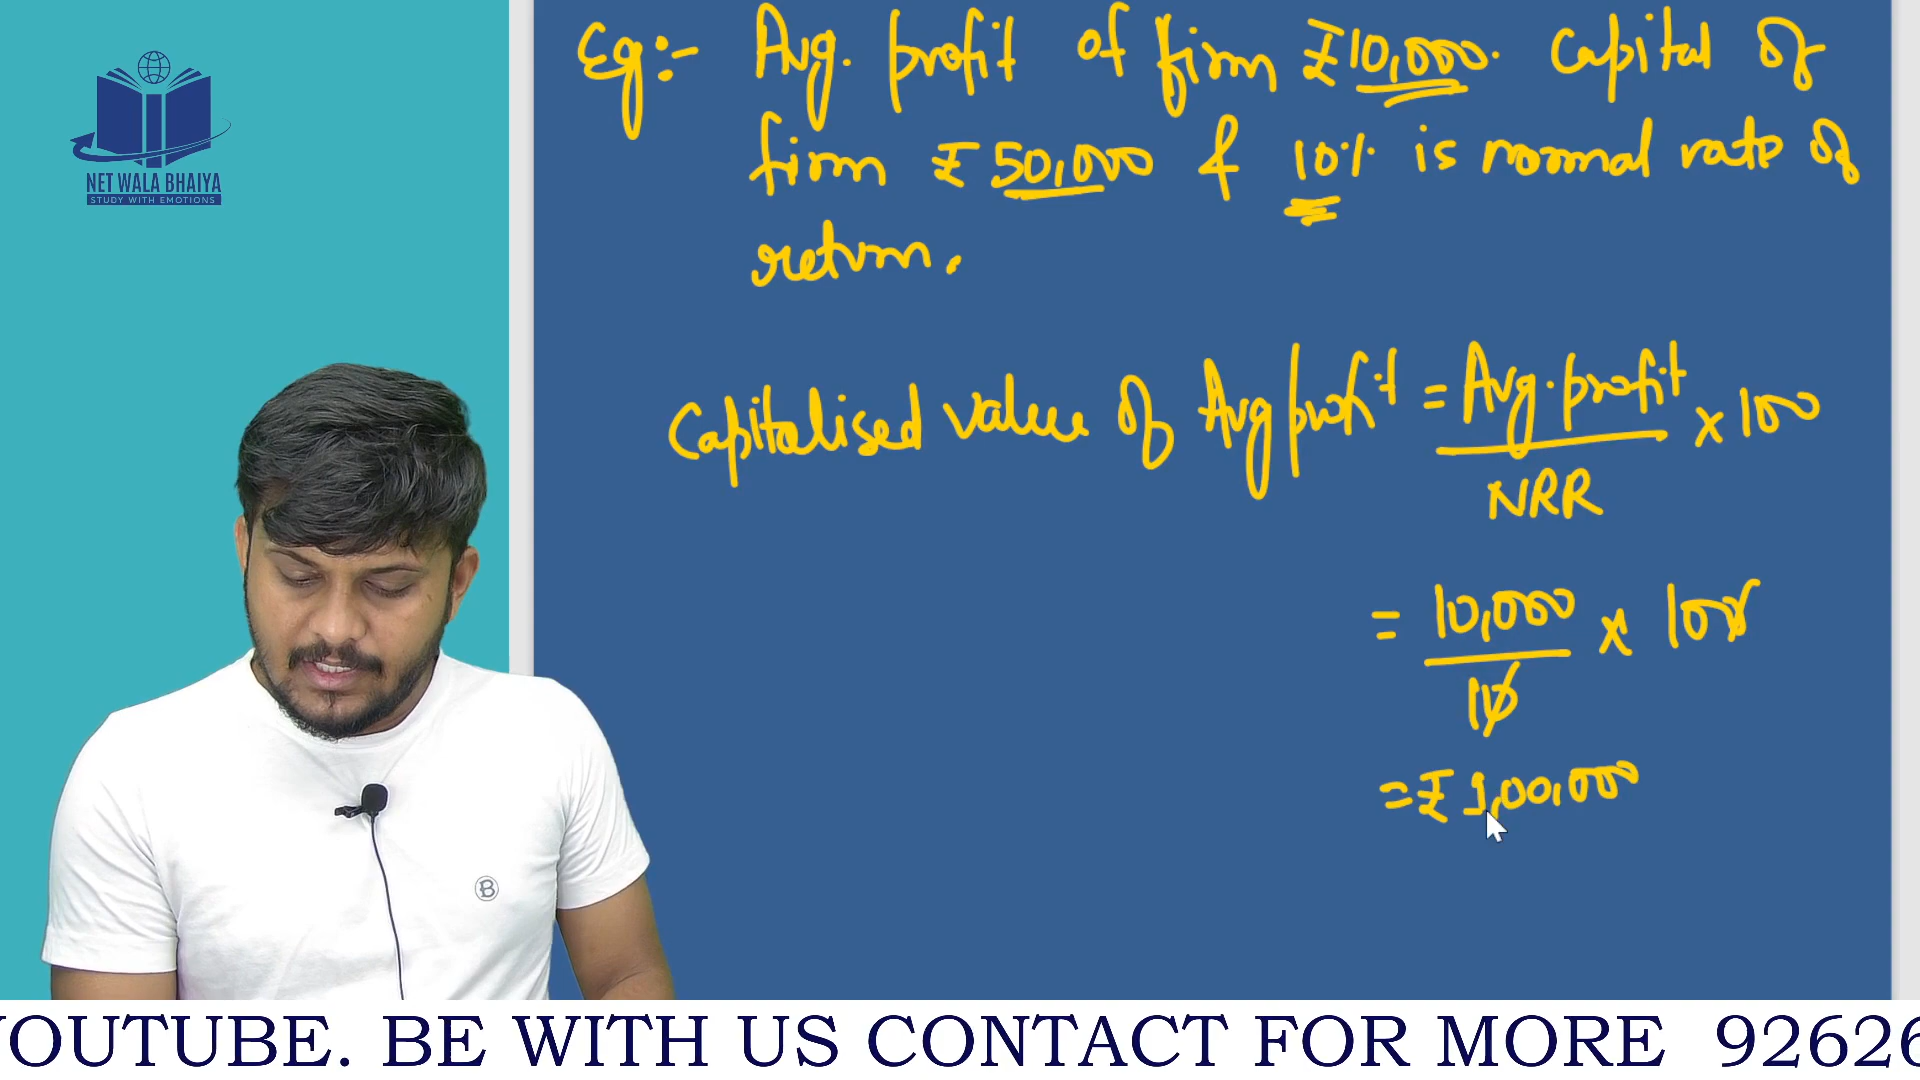 NET WALA BHAIYA
STUDY WITH EMOTIONS
Eg:- Avg. profit of firm ₹10,000. Capital of
firm ₹50,000 & 10% is normal rate of
return.
Capitalised value of Avg profit = Avg. profit / NRR × 100
= 10,000 / 10 × 100
= ₹1,00,000
B
YOUTUBE. BE WITH US CONTACT FOR MORE 92626